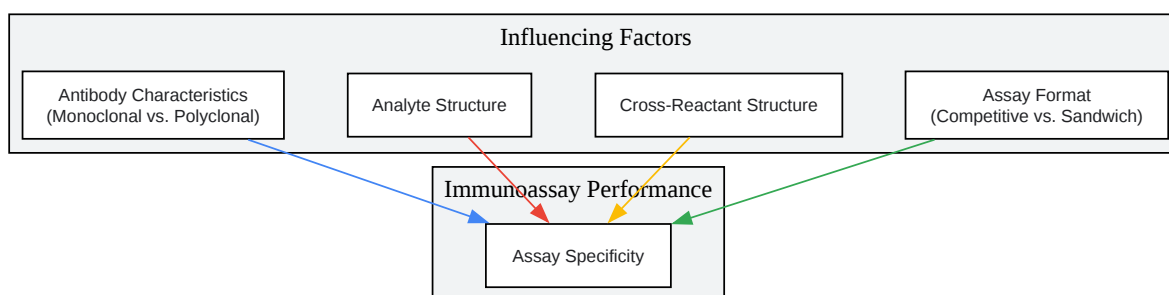 Influencing Factors
Antibody Characteristics
(Monoclonal vs. Polyclonal)
Analyte Structure
Cross-Reactant Structure
Assay Format
(Competitive vs. Sandwich)
Immunoassay Performance
Assay Specificity